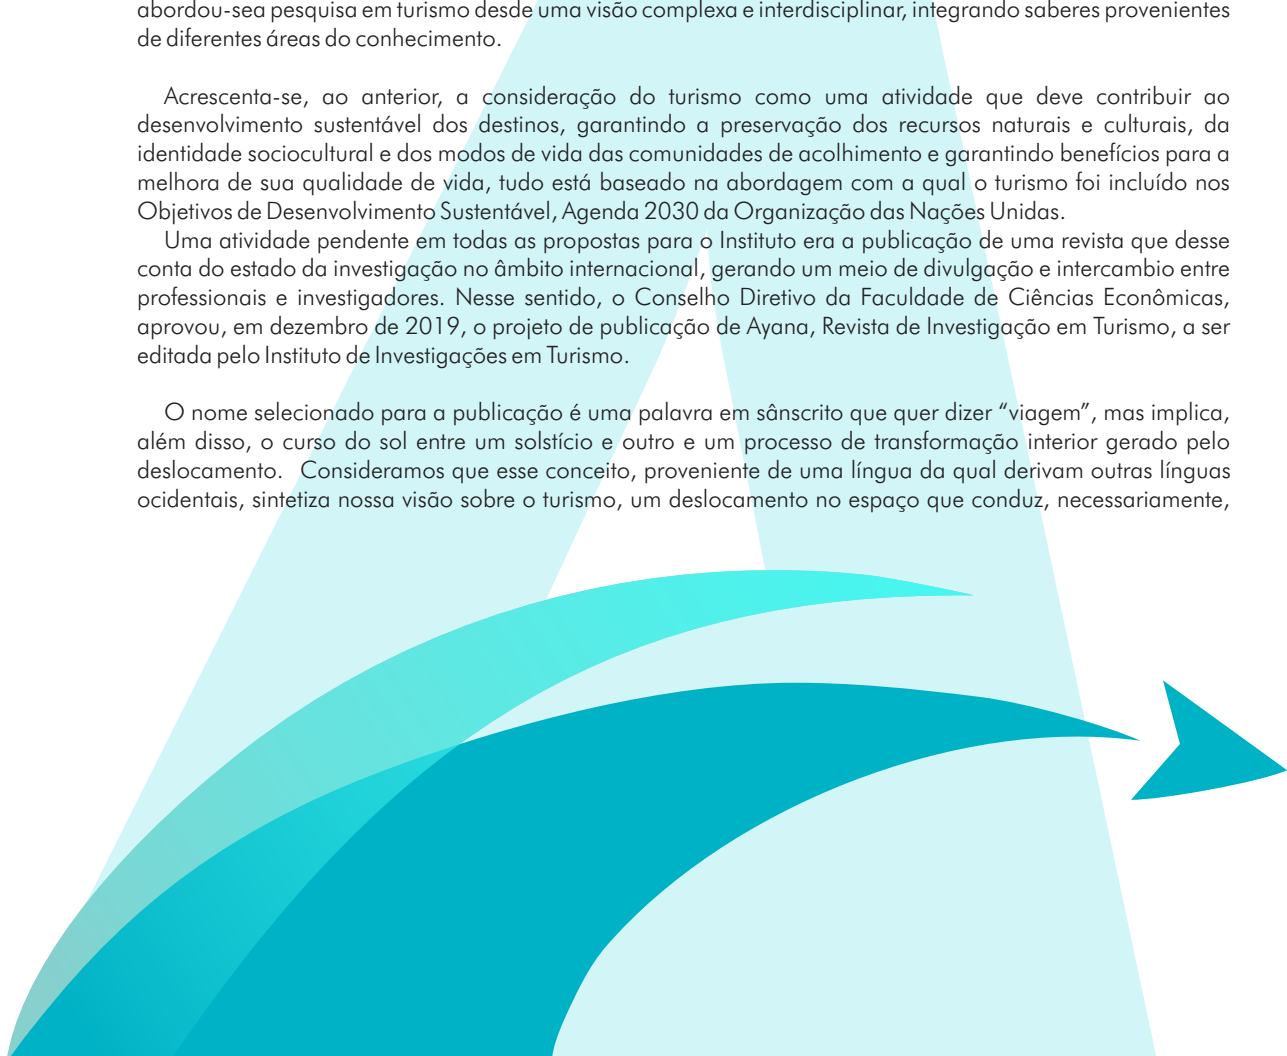 abordou-sea pesquisa em turismo desde uma visão complexa e interdisciplinar, integrando saberes provenientes
de diferentes áreas do conhecimento.
Acrescenta-se, ao anterior, a consideração do turismo como uma atividade que deve contribuir ao
desenvolvimento sustentável dos destinos, garantindo a preservação dos recursos naturais e culturais, da
identidade sociocultural e dos modos de vida das comunidades de acolhimento e garantindo benefícios para a
melhora de sua qualidade de vida, tudo está baseado na abordagem com a qual o turismo foi incluído nos
Objetivos de Desenvolvimento Sustentável, Agenda 2030 da Organização das Nações Unidas.
Uma atividade pendente em todas as propostas para o Instituto era a publicação de uma revista que desse
conta do estado da investigação no âmbito internacional, gerando um meio de divulgação e intercambio entre
professionais e investigadores. Nesse sentido, o Conselho Diretivo da Faculdade de Ciências Econômicas,
aprovou, em dezembro de 2019, o projeto de publicação de Ayana, Revista de Investigação em Turismo, a ser
editada pelo Instituto de Investigações em Turismo.
O nome selecionado para a publicação é uma palavra em sânscrito que quer dizer “viagem”, mas implica,
além disso, o curso do sol entre um solstício e outro e um processo de transformação interior gerado pelo
deslocamento. Consideramos que esse conceito, proveniente de uma língua da qual derivam outras línguas
ocidentais, sintetiza nossa visão sobre o turismo, um deslocamento no espaço que conduz, necessariamente,